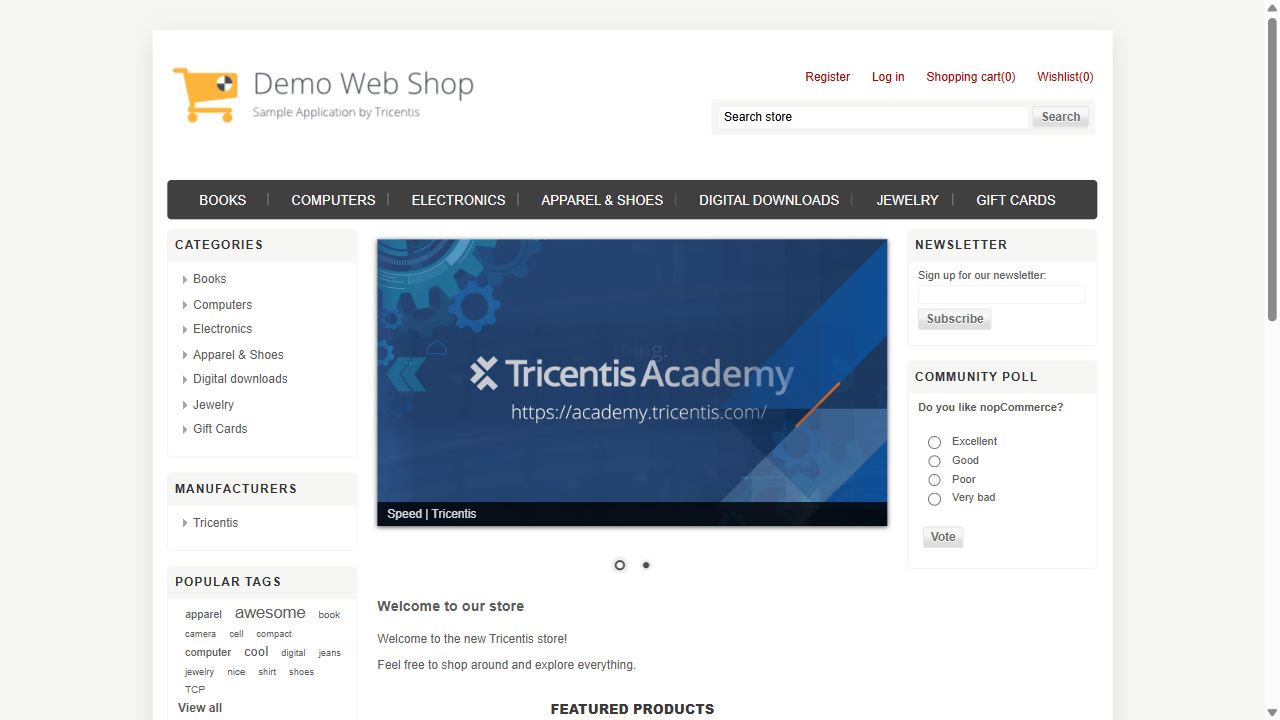 Demo Web Shop
Sample Application by Tricentis
Register Log in Shopping cart(0) Wishlist(0)
Search store Search
BOOKS COMPUTERS ELECTRONICS APPAREL & SHOES DIGITAL DOWNLOADS JEWELRY GIFT CARDS
CATEGORIES
Books
Computers
Electronics
Apparel & Shoes
Digital downloads
Jewelry
Gift Cards
MANUFACTURERS
Tricentis
POPULAR TAGS
apparel awesome book
camera cell compact
computer cool digital jeans
jewelry nice shirt shoes
TCP
View all
thing.
Tricentis Academy
https://academy.tricentis.com/
Speed | Tricentis
Welcome to our store
Welcome to the new Tricentis store!
Feel free to shop around and explore everything.
FEATURED PRODUCTS
NEWSLETTER
Sign up for our newsletter:
Subscribe
COMMUNITY POLL
Do you like nopCommerce?
Excellent
Good
Poor
Very bad
Vote